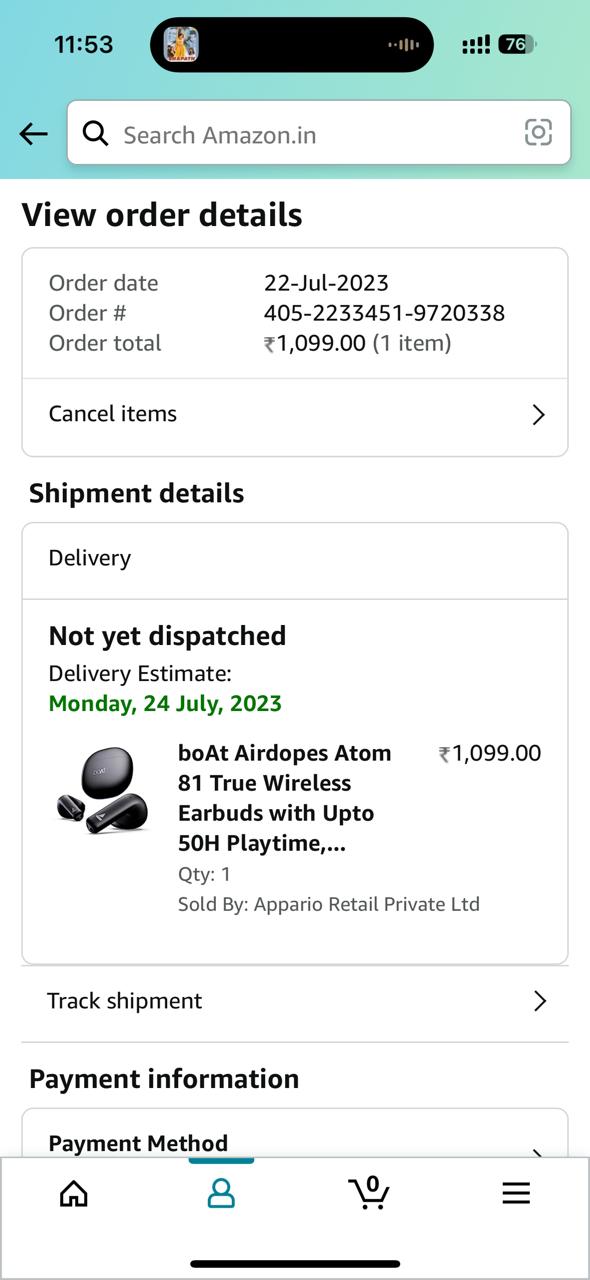 11:53
76
Search Amazon.in
View order details
Order date 22-Jul-2023
Order # 405-2233451-9720338
Order total ₹1,099.00 (1 item)
Cancel items
Shipment details
Delivery
Not yet dispatched
Delivery Estimate:
Monday, 24 July, 2023
boAt Airdopes Atom ₹1,099.00
81 True Wireless
Earbuds with Upto
50H Playtime,...
Qty: 1
Sold By: Appario Retail Private Ltd
Track shipment
Payment information
Payment Method
0